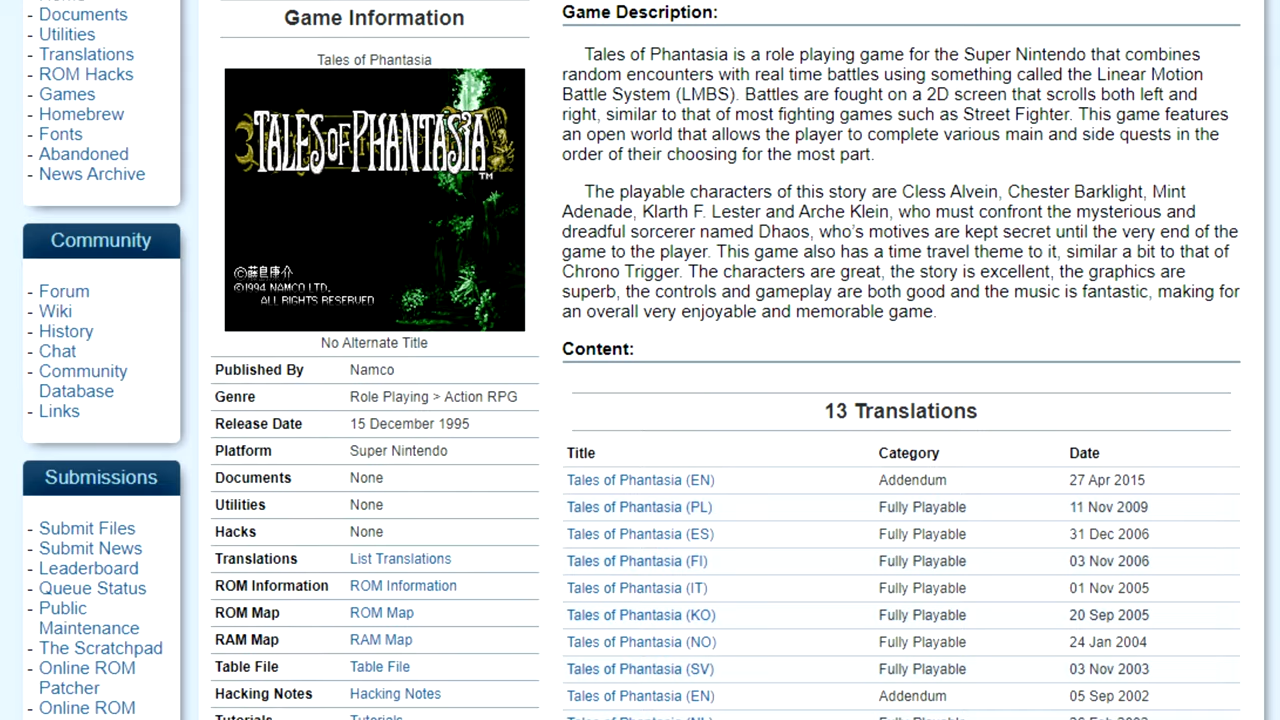 - Documents
- Utilities
- Translations
- ROM Hacks
- Games
- Homebrew
- Fonts
- Abandoned
- News Archive
Community
- Forum
- Wiki
- History
- Chat
- Community
Database
- Links
Submissions
- Submit Files
- Submit News
- Leaderboard
- Queue Status
- Public
Maintenance
- The Scratchpad
- Online ROM
Patcher
- Online ROM
Game Information
Tales of Phantasia
TALES OF PHANTASIA
TM
©藤島康介
©1994 NAMCO LTD.
ALL RIGHTS RESERVED
No Alternate Title
Published By Namco
Genre Role Playing > Action RPG
Release Date 15 December 1995
Platform Super Nintendo
Documents None
Utilities None
Hacks None
Translations List Translations
ROM Information ROM Information
ROM Map ROM Map
RAM Map RAM Map
Table File Table File
Hacking Notes Hacking Notes
Tutorials Tutorials
Game Description:
Tales of Phantasia is a role playing game for the Super Nintendo that combines
random encounters with real time battles using something called the Linear Motion
Battle System (LMBS). Battles are fought on a 2D screen that scrolls both left and
right, similar to that of most fighting games such as Street Fighter. This game features
an open world that allows the player to complete various main and side quests in the
order of their choosing for the most part.
The playable characters of this story are Cless Alvein, Chester Barklight, Mint
Adenade, Klarth F. Lester and Arche Klein, who must confront the mysterious and
dreadful sorcerer named Dhaos, who's motives are kept secret until the very end of the
game to the player. This game also has a time travel theme to it, similar a bit to that of
Chrono Trigger. The characters are great, the story is excellent, the graphics are
superb, the controls and gameplay are both good and the music is fantastic, making for
an overall very enjoyable and memorable game.
Content:
13 Translations
Title Category Date
Tales of Phantasia (EN) Addendum 27 Apr 2015
Tales of Phantasia (PL) Fully Playable 11 Nov 2009
Tales of Phantasia (ES) Fully Playable 31 Dec 2006
Tales of Phantasia (FI) Fully Playable 03 Nov 2006
Tales of Phantasia (IT) Fully Playable 01 Nov 2005
Tales of Phantasia (KO) Fully Playable 20 Sep 2005
Tales of Phantasia (NO) Fully Playable 24 Jan 2004
Tales of Phantasia (SV) Fully Playable 03 Nov 2003
Tales of Phantasia (EN) Addendum 05 Sep 2002